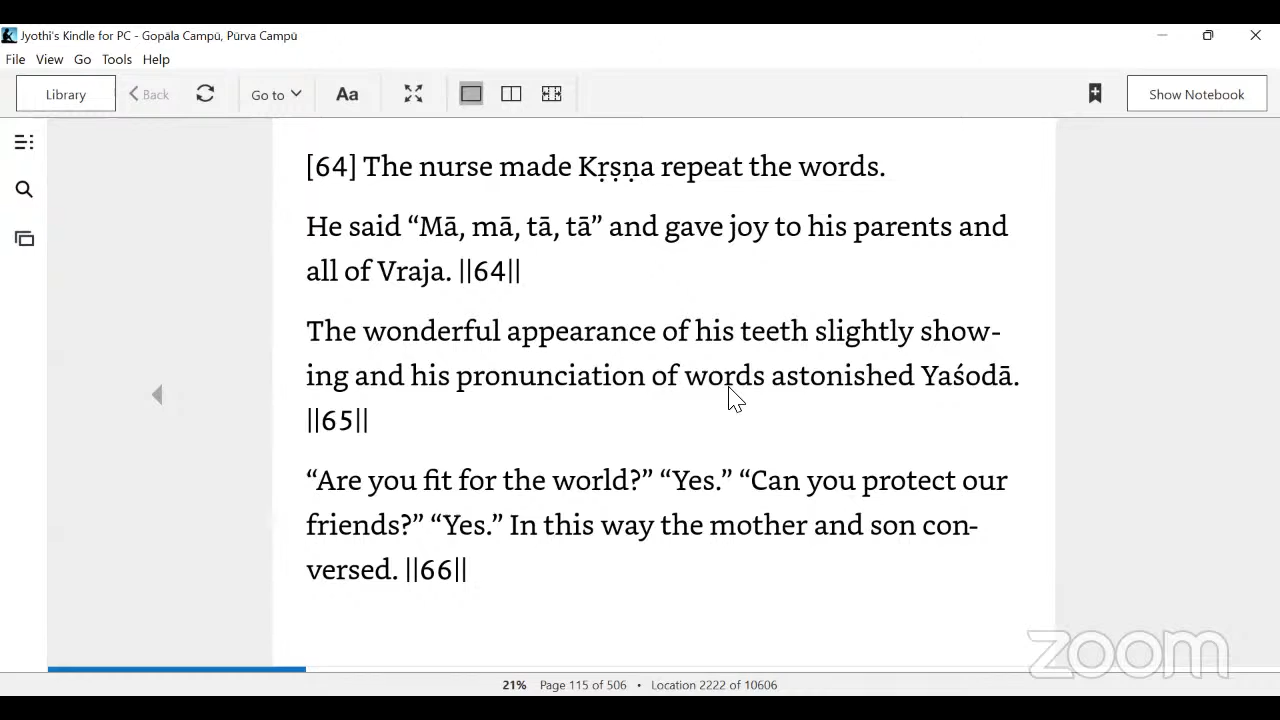 Jyothi's Kindle for PC - Gopāla Campū, Pūrva Campū
File View Go Tools Help
Library Back Go to Aa Show Notebook
[64] The nurse made Kṛṣṇa repeat the words.
He said “Mā, mā, tā, tā” and gave joy to his parents and
all of Vraja. ||64||
The wonderful appearance of his teeth slightly show-
ing and his pronunciation of words astonished Yaśodā.
||65||
“Are you fit for the world?” “Yes.” “Can you protect our
friends?” “Yes.” In this way the mother and son con-
versed. ||66||
zoom
21% Page 115 of 506 • Location 2222 of 10606